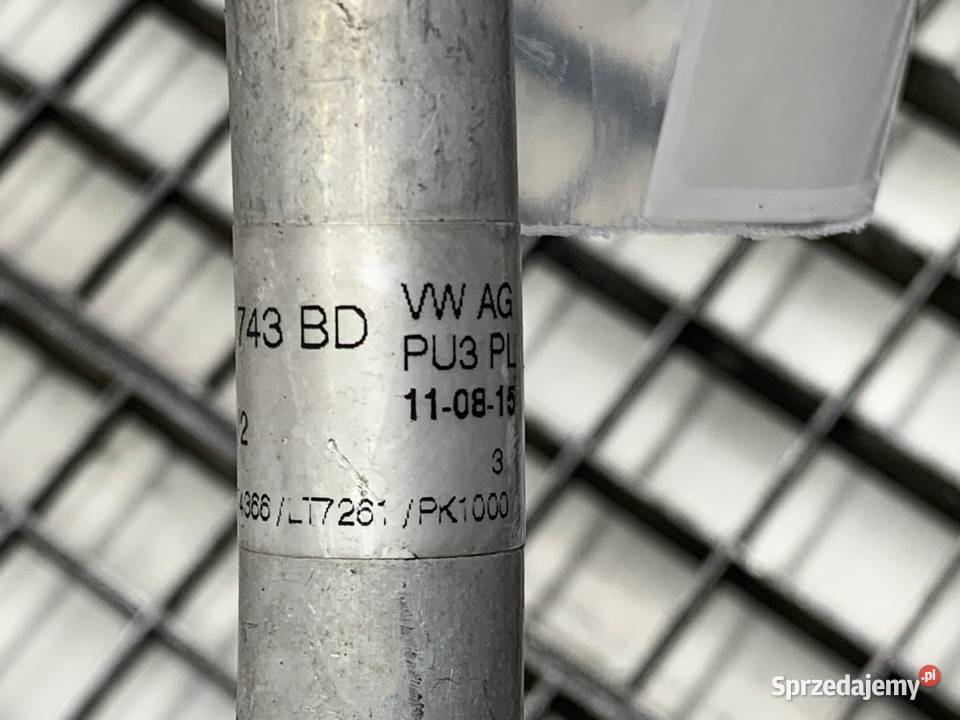 743 BD
VW AG
PU3 PL
11-08-15
2
3
4366 /LT7261 /PK1000
Sprzedajemy.pl